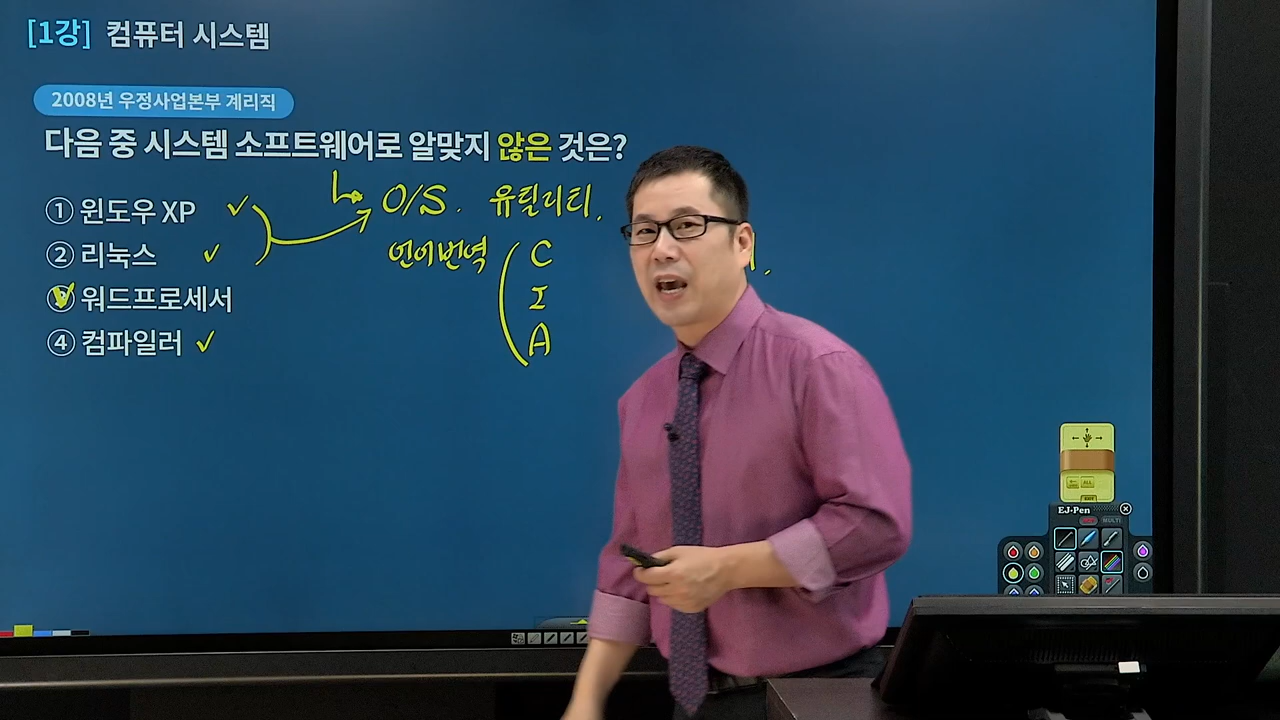 [1강] 컴퓨터 시스템
2008년 우정사업본부 계리직
다음 중 시스템 소프트웨어로 알맞지 않은 것은?
① 윈도우 XP
O/S. 유틸리티.
② 리눅스
언어번역 C
③ 워드프로세서
I
④ 컴파일러
A
EJ-Pen
MULTI
ALL
EXIT